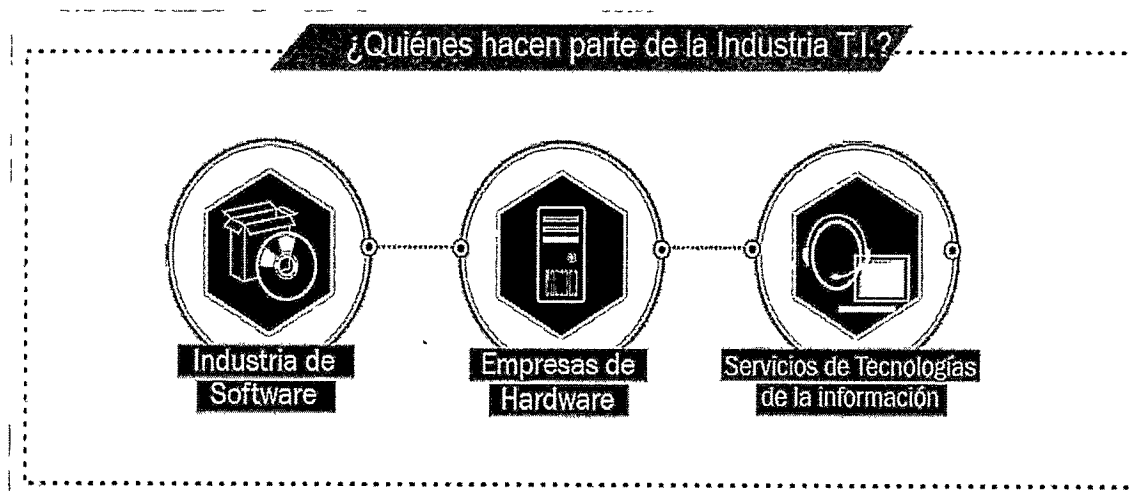 ¿Quiénes hacen parte de la Industria T.I.?
Industria de
Software
Empresas de
Hardware
Servicios de Tecnologías
de la información